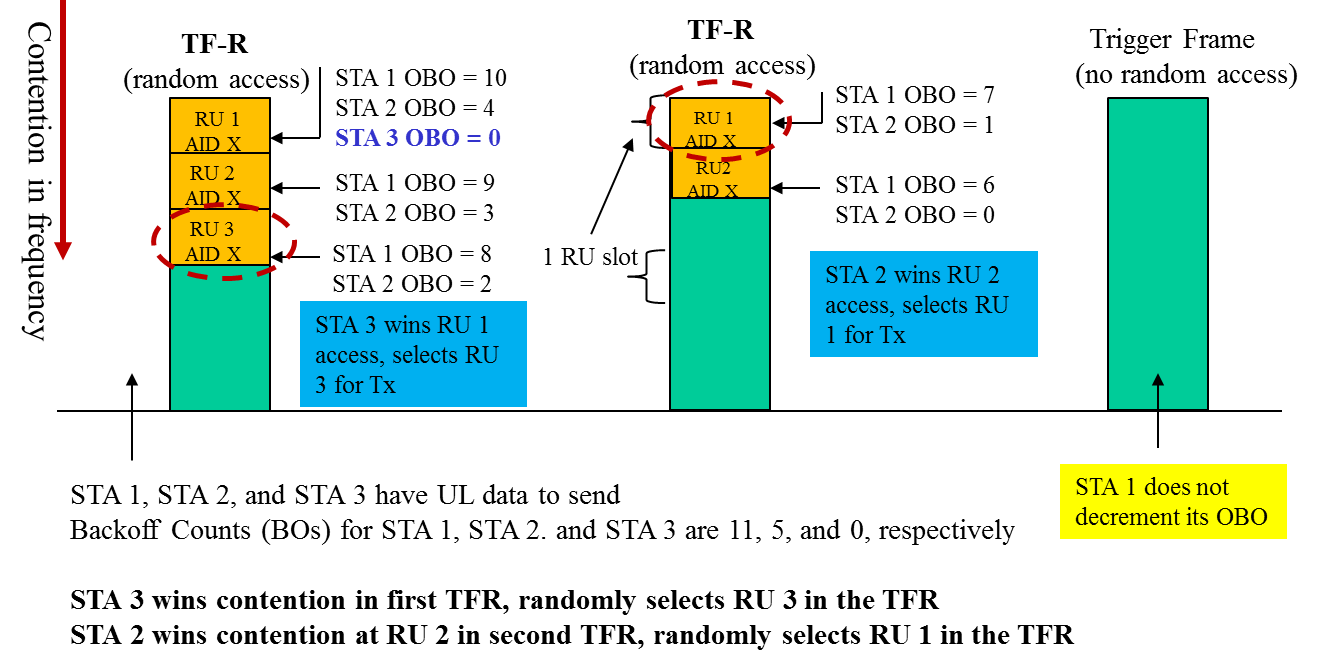 Contention in frequency
TF-R
(random access)
RU 1
AID X
RU 2
AID X
RU 3
AID X
STA 1 OBO = 10
STA 2 OBO = 4
STA 3 OBO = 0
STA 1 OBO = 9
STA 2 OBO = 3
STA 1 OBO = 8
STA 2 OBO = 2
STA 3 wins RU 1
access, selects RU
3 for Tx
TF-R
(random access)
RU 1
AID X
RU2
AID X
1 RU slot
STA 1 OBO = 7
STA 2 OBO = 1
STA 1 OBO = 6
STA 2 OBO = 0
STA 2 wins RU 2
access, selects RU
1 for Tx
Trigger Frame
(no random access)
STA 1 does not
decrement its OBO
STA 1, STA 2, and STA 3 have UL data to send
Backoff Counts (BOs) for STA 1, STA 2. and STA 3 are 11, 5, and 0, respectively
STA 3 wins contention in first TFR, randomly selects RU 3 in the TFR
STA 2 wins contention at RU 2 in second TFR, randomly selects RU 1 in the TFR